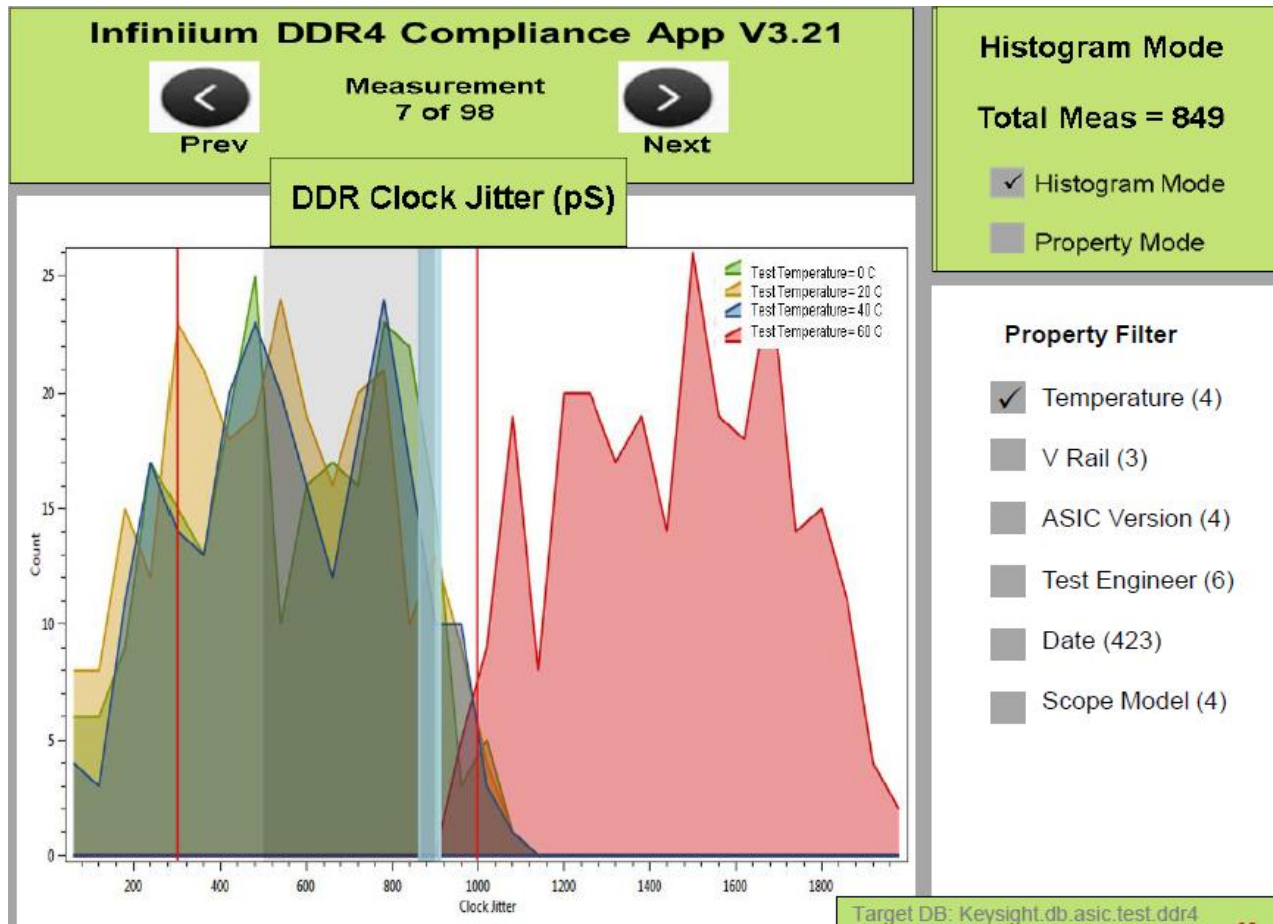 Infiniium DDR4 Compliance App V3.21
Measurement
7 of 98
Prev
Next
DDR Clock Jitter (pS)
Histogram Mode
Total Meas = 849
Histogram Mode
Property Mode
Test Temperature= 0 C
Test Temperature= 20 C
Test Temperature= 40 C
Test Temperature= 60 C
25
20
15
10
5
0
Count
200 400 600 800 1000 1200 1400 1600 1800
Clock Jitter
Property Filter
Temperature (4)
V Rail (3)
ASIC Version (4)
Test Engineer (6)
Date (423)
Scope Model (4)
Target DB: Keysight.db.asic.test.ddr4